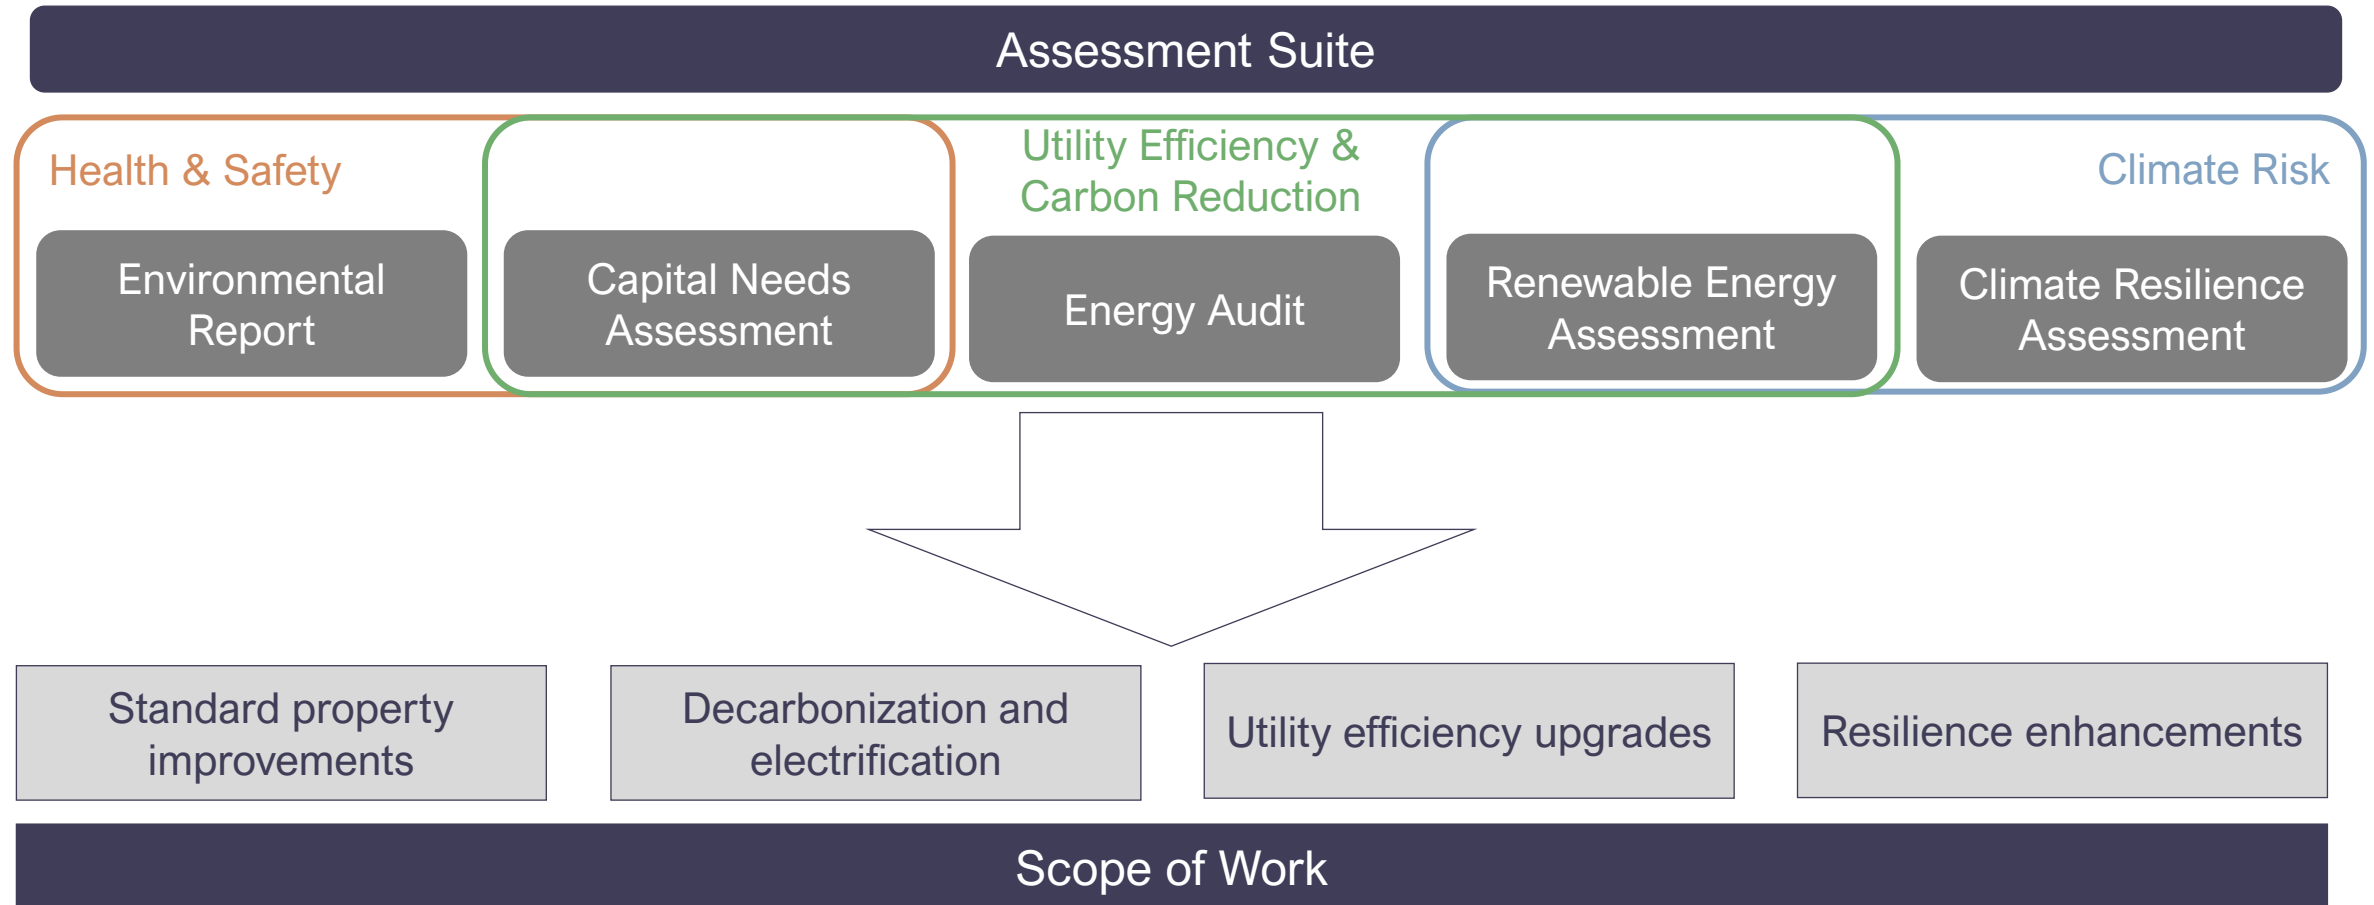 Assessment Suite
Health & Safety
Utility Efficiency &
Carbon Reduction
Climate Risk
Environmental
Report
Capital Needs
Assessment
Energy Audit
Renewable Energy
Assessment
Climate Resilience
Assessment
Standard property
improvements
Decarbonization and
electrification
Utility efficiency upgrades
Resilience enhancements
Scope of Work